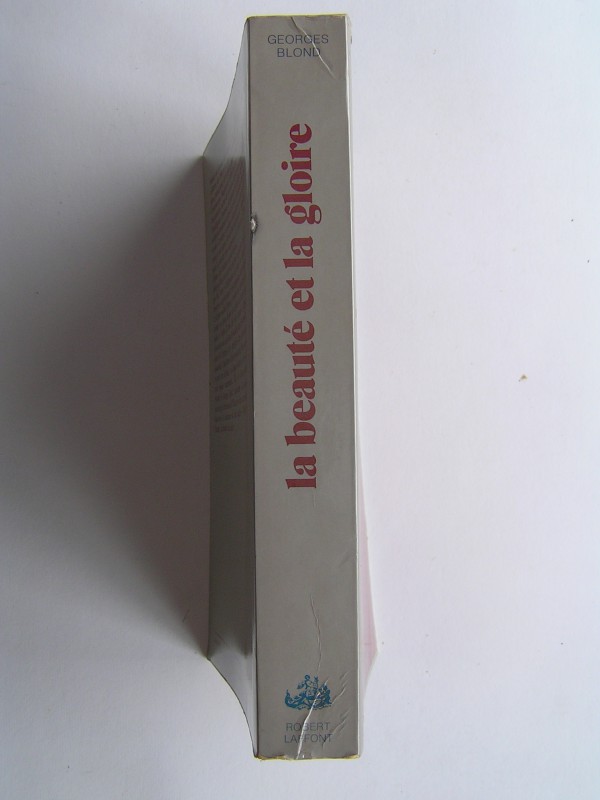 GEORGES
BLOND
la beauté et la gloire
ROBERT
LAFFONT